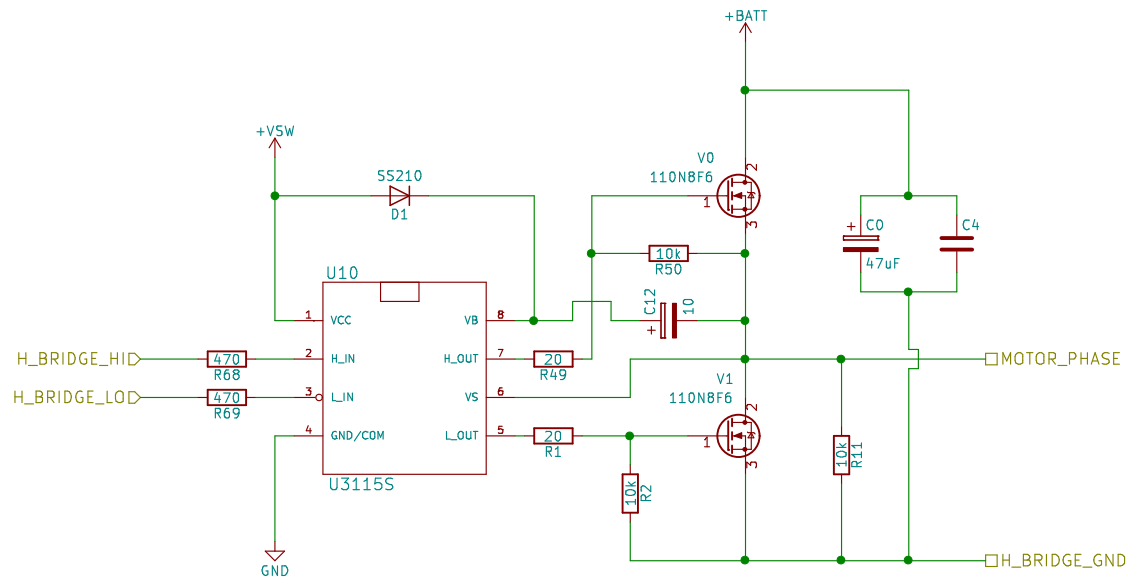 +BATT
+VSW
V0
110N8F6
2
1
3
SS210
D1
+
C0
47uF
C4
10k
R50
U10
C12
10
+
1
VCC
VB
8
H_BRIDGE_HI
470
R68
2
H_IN
H_OUT
7
20
R49
MOTOR_PHASE
H_BRIDGE_LO
470
R69
3
L_IN
VS
6
V1
110N8F6
2
1
3
4
GND/COM
L_OUT
5
20
R1
10k
R11
U3115S
10k
R2
GND
H_BRIDGE_GND